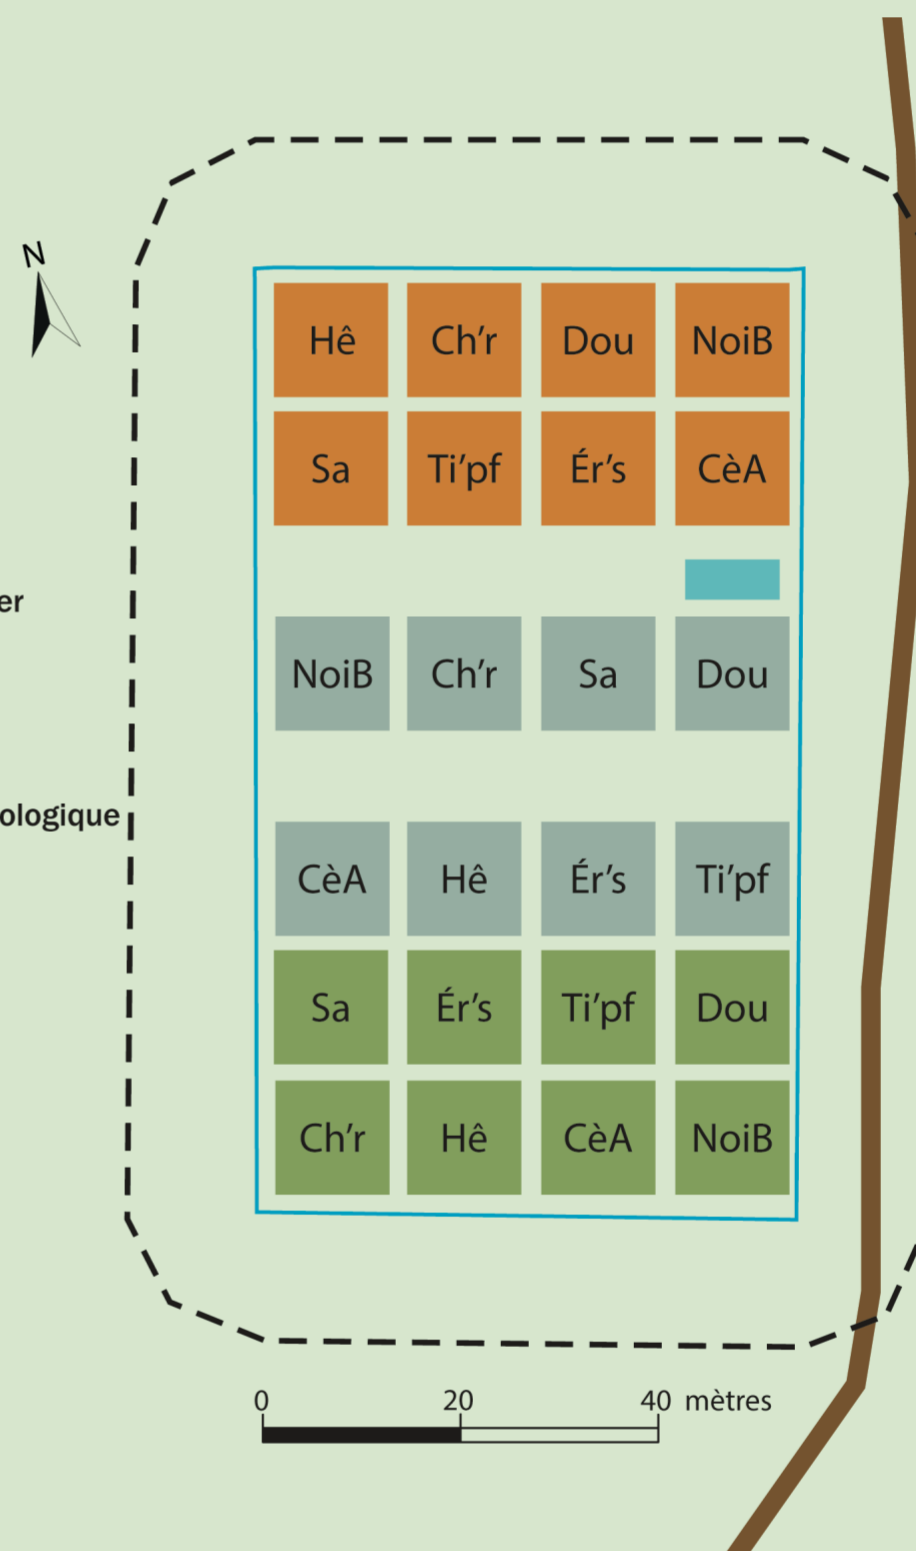 N
Hê Ch’r Dou NoiB
Sa Ti’pf Ér’s CèA
er
NoiB Ch’r Sa Dou
ologique
CèA Hê Ér’s Ti’pf
Sa Ér’s Ti’pf Dou
Ch’r Hê CèA NoiB
0 20 40 mètres